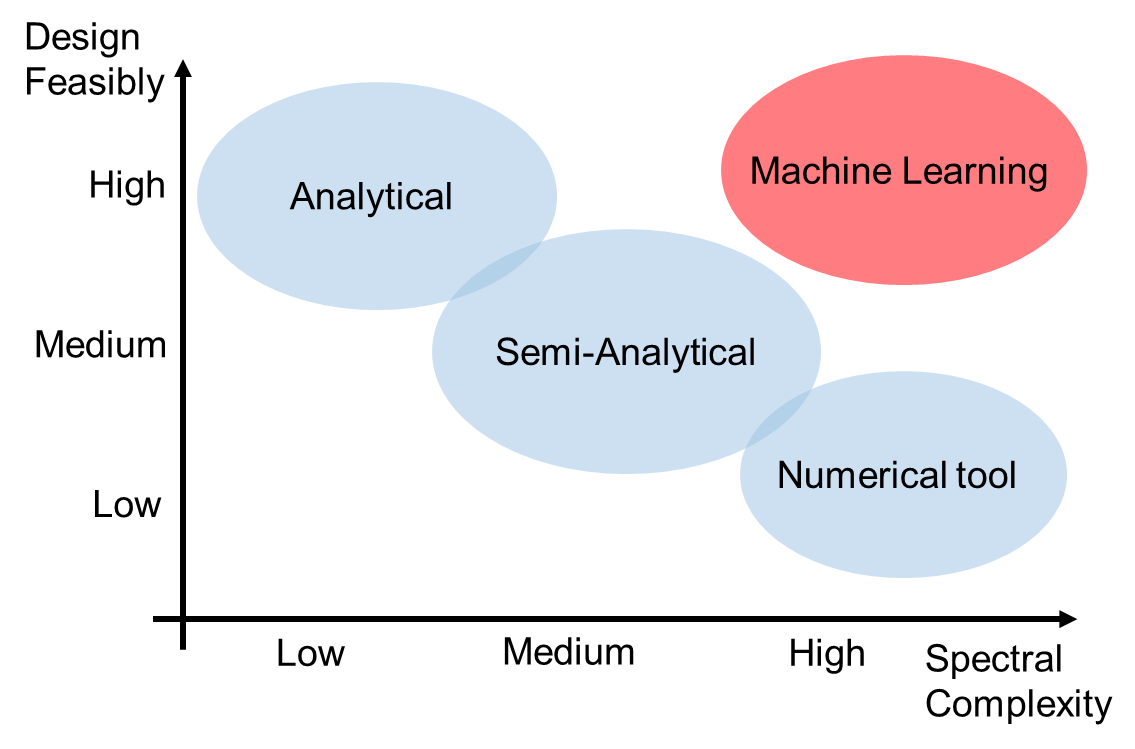 Design
Feasibly
High
Analytical
Machine Learning
Medium
Semi-Analytical
Numerical tool
Low
Low
Medium
High
Spectral
Complexity